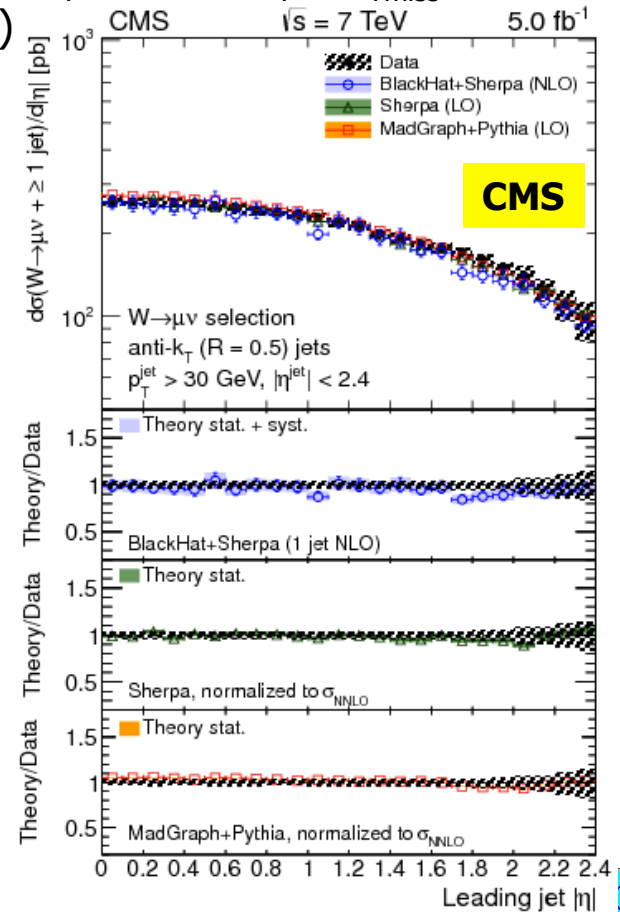 )
miss
CMS √s = 7 TeV 5.0 fb⁻¹
dσ(W→μν + ≥ 1 jet)/d|η| [pb]
10³
10²
Data
BlackHat+Sherpa (NLO)
Sherpa (LO)
MadGraph+Pythia (LO)
CMS
W→μν selection
anti-k_T (R = 0.5) jets
p_T^jet > 30 GeV, |η^jet| < 2.4
Theory/Data
1.5
1
0.5
Theory stat. + syst.
BlackHat+Sherpa (1 jet NLO)
Theory/Data
1.5
1
0.5
Theory stat.
Sherpa, normalized to σ_NNLO
Theory/Data
1.5
1
0.5
Theory stat.
MadGraph+Pythia, normalized to σ_NNLO
0 0.2 0.4 0.6 0.8 1 1.2 1.4 1.6 1.8 2 2.2 2.4
Leading jet |η|